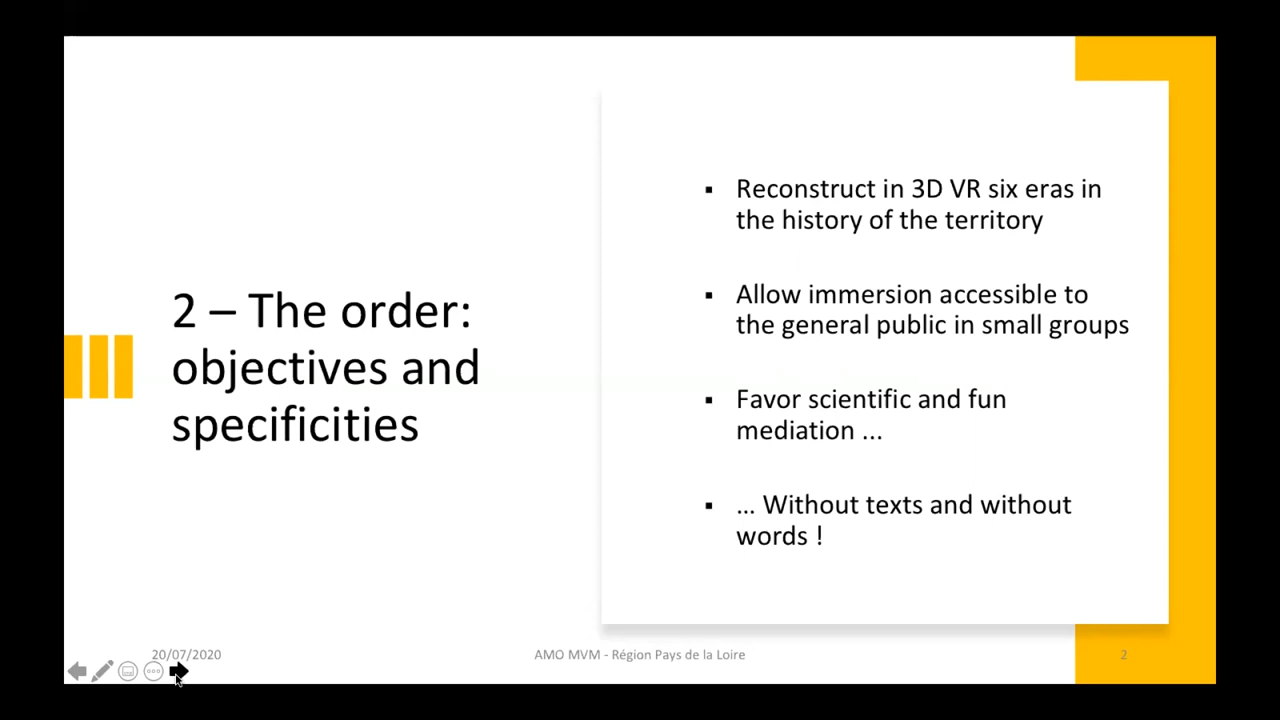 2 – The order:
objectives and
specificities
▪ Reconstruct in 3D VR six eras in
the history of the territory
▪ Allow immersion accessible to
the general public in small groups
▪ Favor scientific and fun
mediation ...
▪ ... Without texts and without
words !
20/07/2020
AMO MVM - Région Pays de la Loire
2